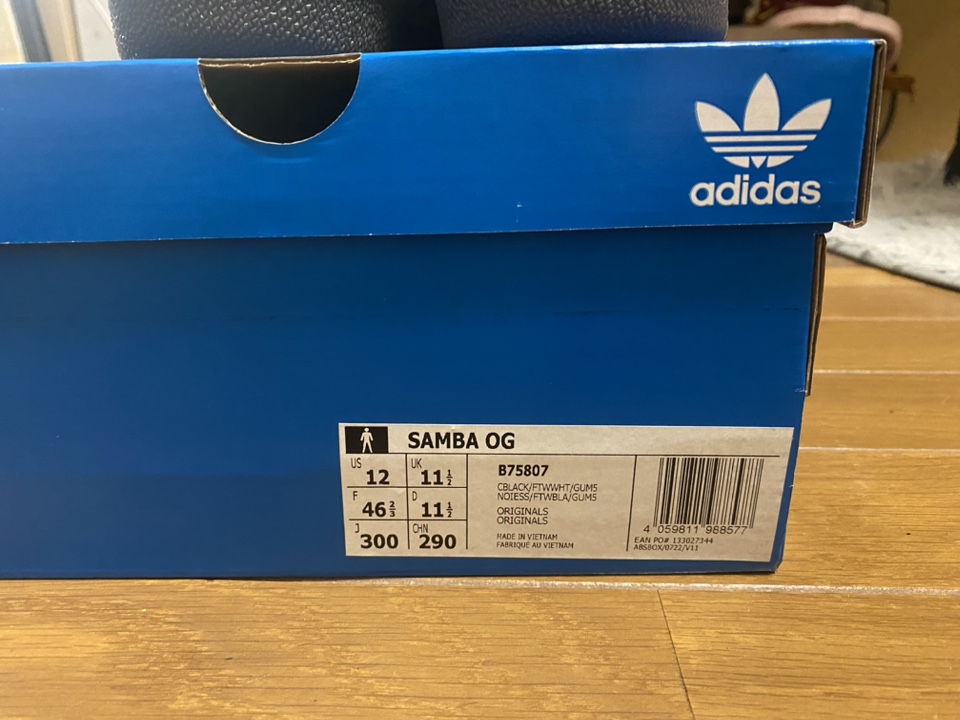 adidas
SAMBA OG
US 12
UK 11½
F 46⅔
D 11½
J 300
CHN 290
B75807
CBLACK/FTWWHT/GUM5
NOIESS/FTWBLA/GUM5
ORIGINALS
ORIGINALS
MADE IN VIETNAM
FABRIQUÉ AU VIETNAM
4 059811 988577
EAN PO# 133027344
ABSBOX/0722/V11